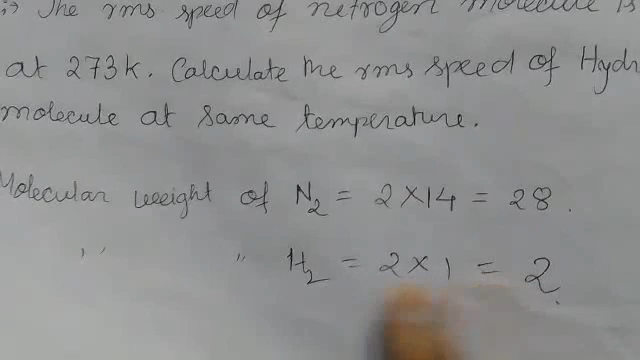 :⇒ The rms speed of nitrogen molecule is
at 273k. Calculate the rms speed of Hydr
molecule at same temperature.
Molecular weight of N₂ = 2×14 = 28.
,, " H₂ = 2×1 = 2.